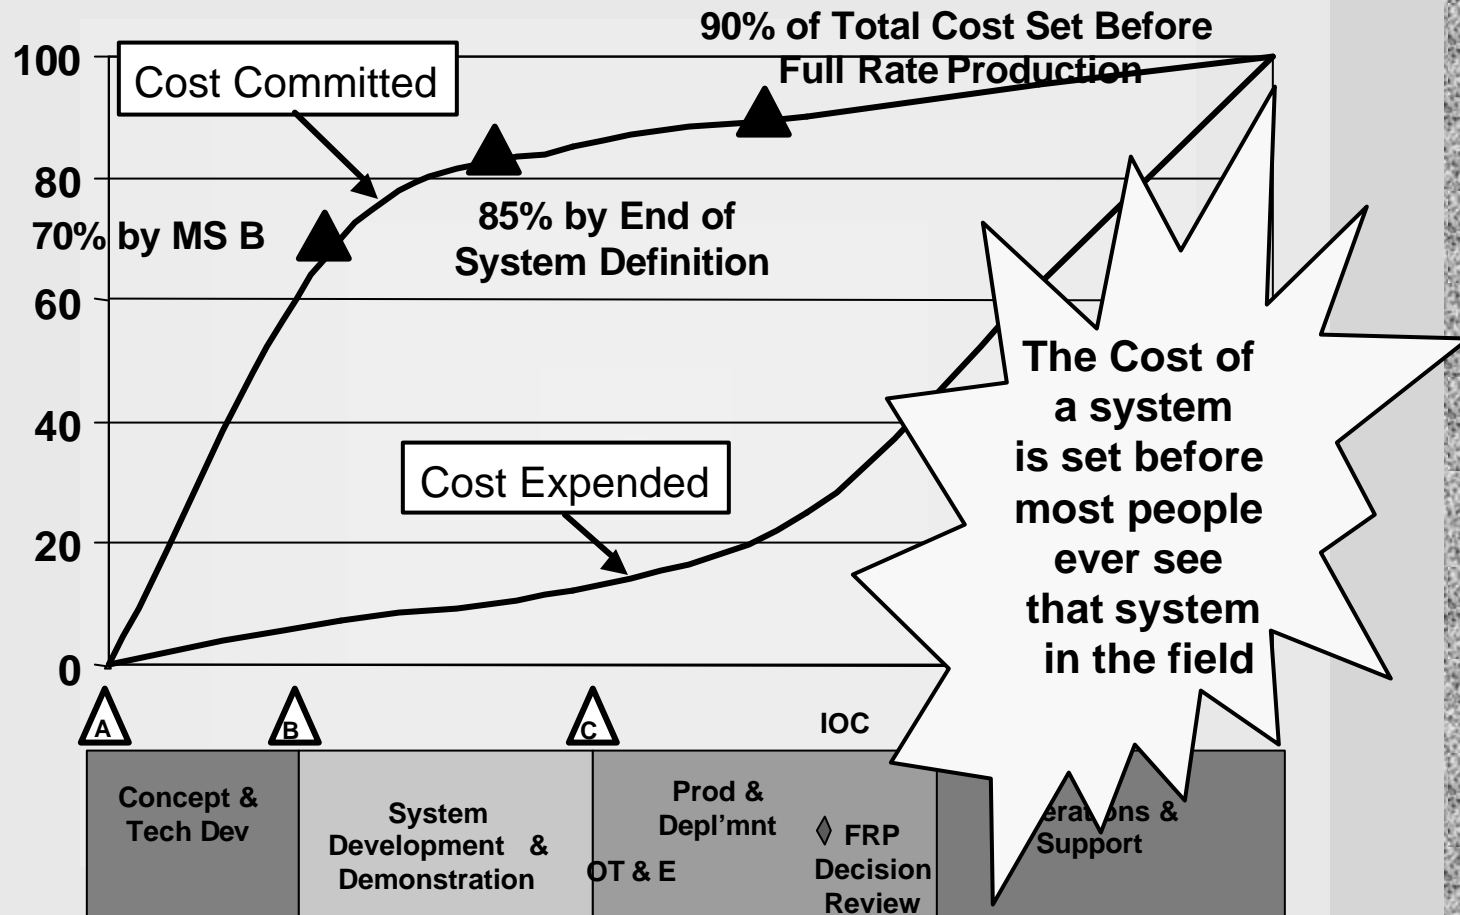 90% of Total Cost Set Before
Full Rate Production
100
Cost Committed
80
70% by MS B
85% by End of
System Definition
60
The Cost of
a system
is set before
most people
ever see
that system
in the field
40
Cost Expended
20
0
A
B
C
IOC
Concept &
Tech Dev
System
Development &
Demonstration
Prod &
Depl'mnt
OT & E
FRP
Decision
Review
erations &
Support